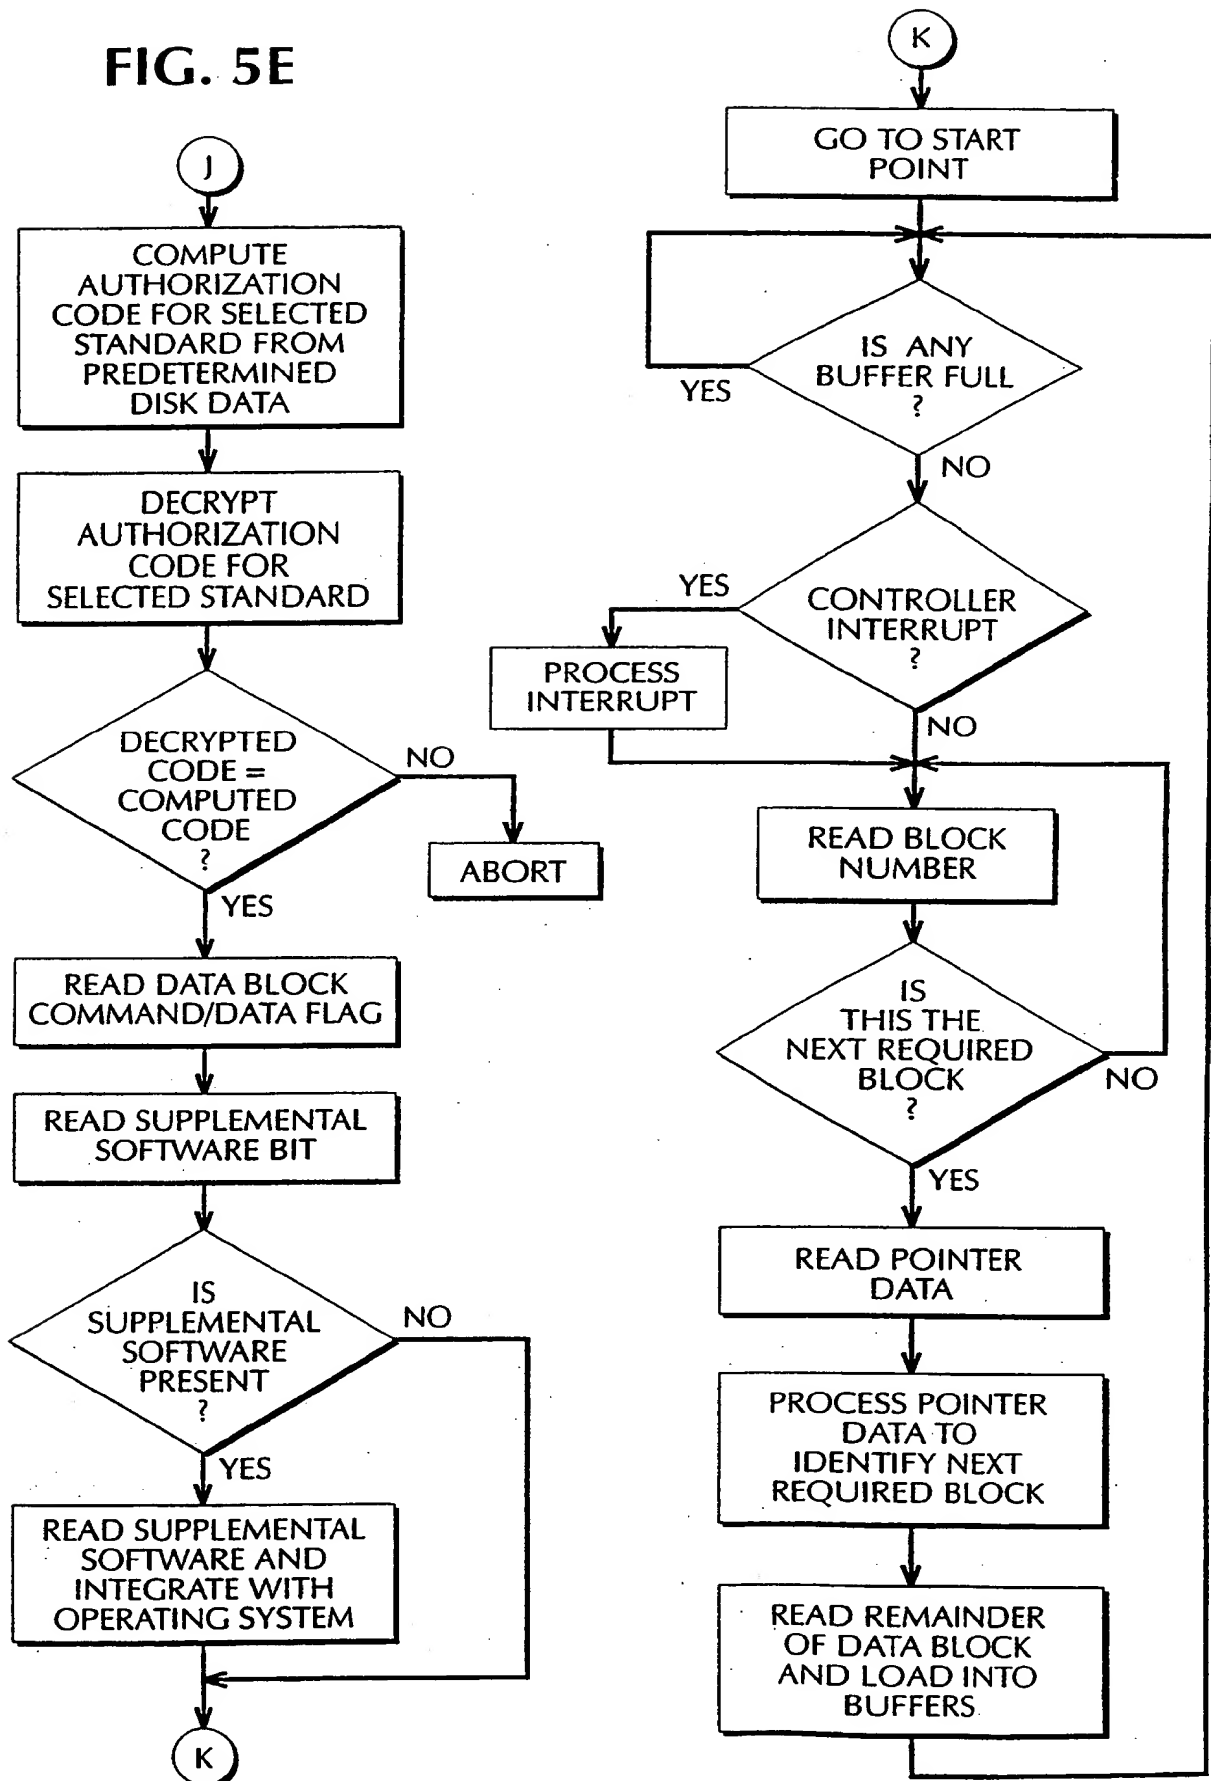 FIG. 5E
J
COMPUTE
AUTHORIZATION
CODE FOR SELECTED
STANDARD FROM
PREDETERMINED
DISK DATA
DECRYPT
AUTHORIZATION
CODE FOR
SELECTED STANDARD
DECRYPTED
CODE =
COMPUTED
CODE
?
NO
ABORT
YES
READ DATA BLOCK
COMMAND/DATA FLAG
READ SUPPLEMENTAL
SOFTWARE BIT
IS
SUPPLEMENTAL
SOFTWARE
PRESENT
?
NO
YES
READ SUPPLEMENTAL
SOFTWARE AND
INTEGRATE WITH
OPERATING SYSTEM
K
K
GO TO START
POINT
IS ANY
BUFFER FULL
?
YES
NO
CONTROLLER
INTERRUPT
?
YES
PROCESS
INTERRUPT
NO
READ BLOCK
NUMBER
IS
THIS THE
NEXT REQUIRED
BLOCK
?
NO
YES
READ POINTER
DATA
PROCESS POINTER
DATA TO
IDENTIFY NEXT
REQUIRED BLOCK
READ REMAINDER
OF DATA BLOCK
AND LOAD INTO
BUFFERS